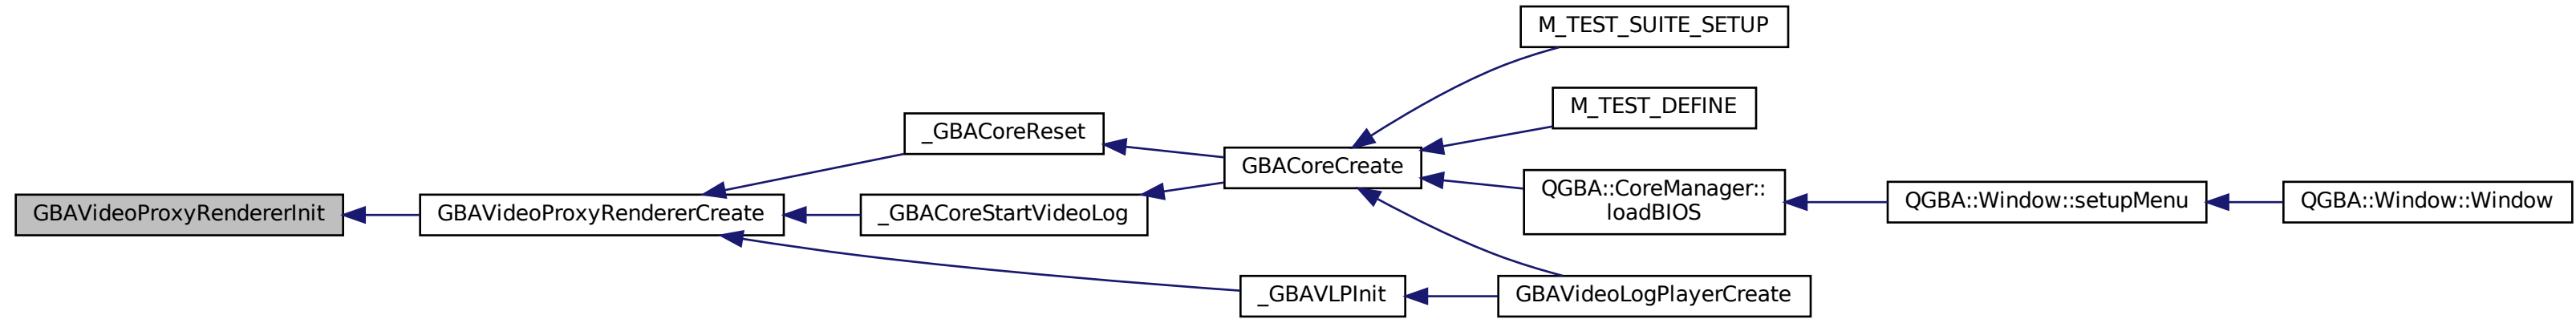 GBAVideoProxyRendererInit
GBAVideoProxyRendererCreate
_GBACoreReset
_GBACoreStartVideoLog
_GBAVLPInit
GBACoreCreate
M_TEST_SUITE_SETUP
M_TEST_DEFINE
QGBA::CoreManager::
loadBIOS
GBAVideoLogPlayerCreate
QGBA::Window::setupMenu
QGBA::Window::Window